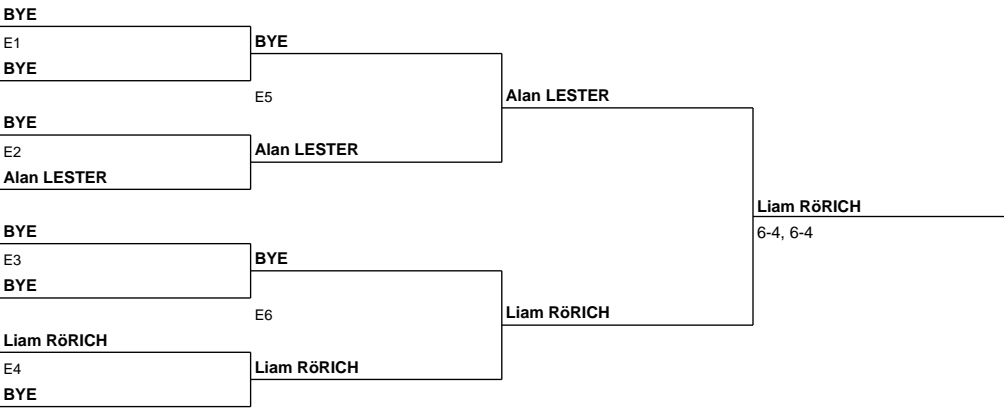 BYE
E1
BYE
BYE
E5
Alan LESTER
BYE
E2
Alan LESTER
Alan LESTER
Liam RöRICH
6-4, 6-4
BYE
E3
BYE
BYE
E6
Liam RöRICH
Liam RöRICH
E4
Liam RöRICH
BYE